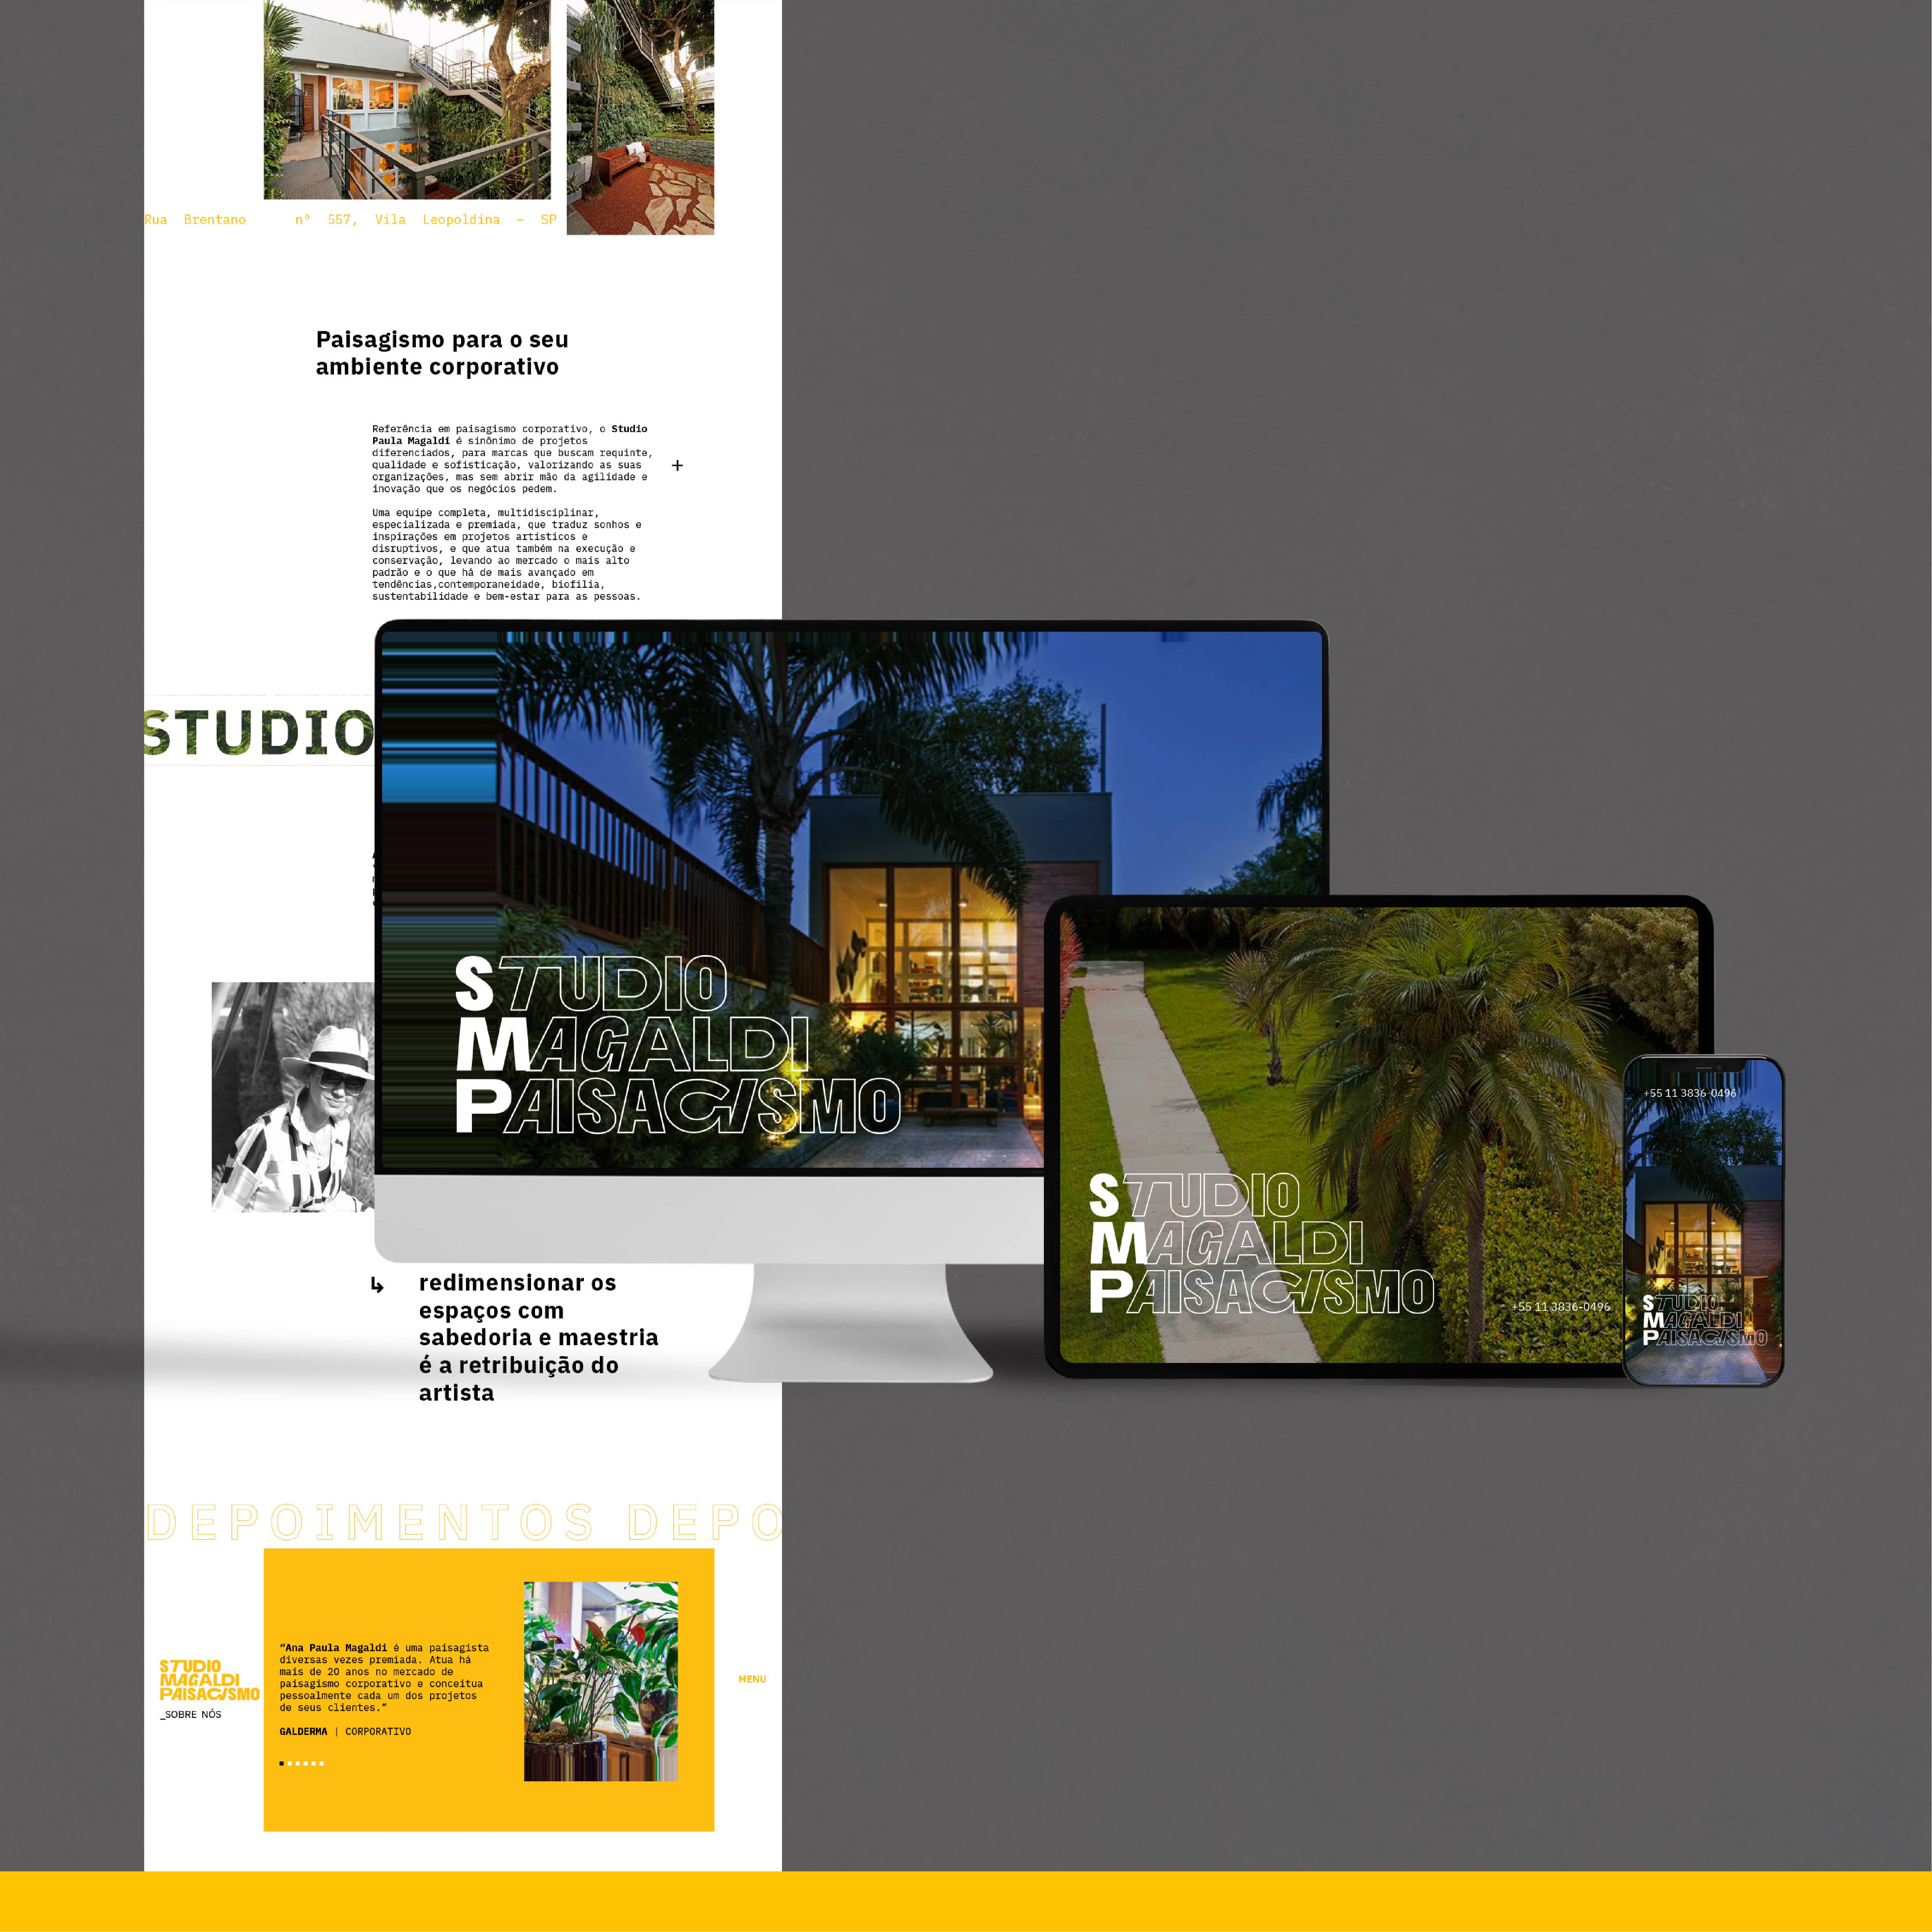 Rua Brentano nº 557, Vila Leopoldina – SP
Paisagismo para o seu
ambiente corporativo
Referência em paisagismo corporativo, o Studio
Paula Magaldi é sinônimo de projetos
diferenciados, para marcas que buscam requinte,
qualidade e sofisticação, valorizando as suas
organizações, mas sem abrir mão da agilidade e
inovação que os negócios pedem.
+
Uma equipe completa, multidisciplinar,
especializada e premiada, que traduz sonhos e
inspirações em projetos artísticos e
disruptivos, e que atua também na execução e
conservação, levando ao mercado o mais alto
padrão e o que há de mais avançado em
tendências,contemporaneidade, biofilia,
sustentabilidade e bem-estar para as pessoas.
STUDIO
STUDIO
MAGALDI
PAISAGISMO
STUDIO
MAGALDI
PAISAGISMO
+55 11 3836-0496
+55 11 3836-0496
STUDIO
MAGALDI
PAISAGISMO
↳ redimensionar os
espaços com
sabedoria e maestria
é a retribuição do
artista
DEPOIMENTOS DEPO
STUDIO
MAGALDI
PAISAGISMO
_SOBRE NÓS
“Ana Paula Magaldi é uma paisagista
diversas vezes premiada. Atua há
mais de 20 anos no mercado de
paisagismo corporativo e conceitua
pessoalmente cada um dos projetos
de seus clientes.”
GALDERMA | CORPORATIVO
MENU